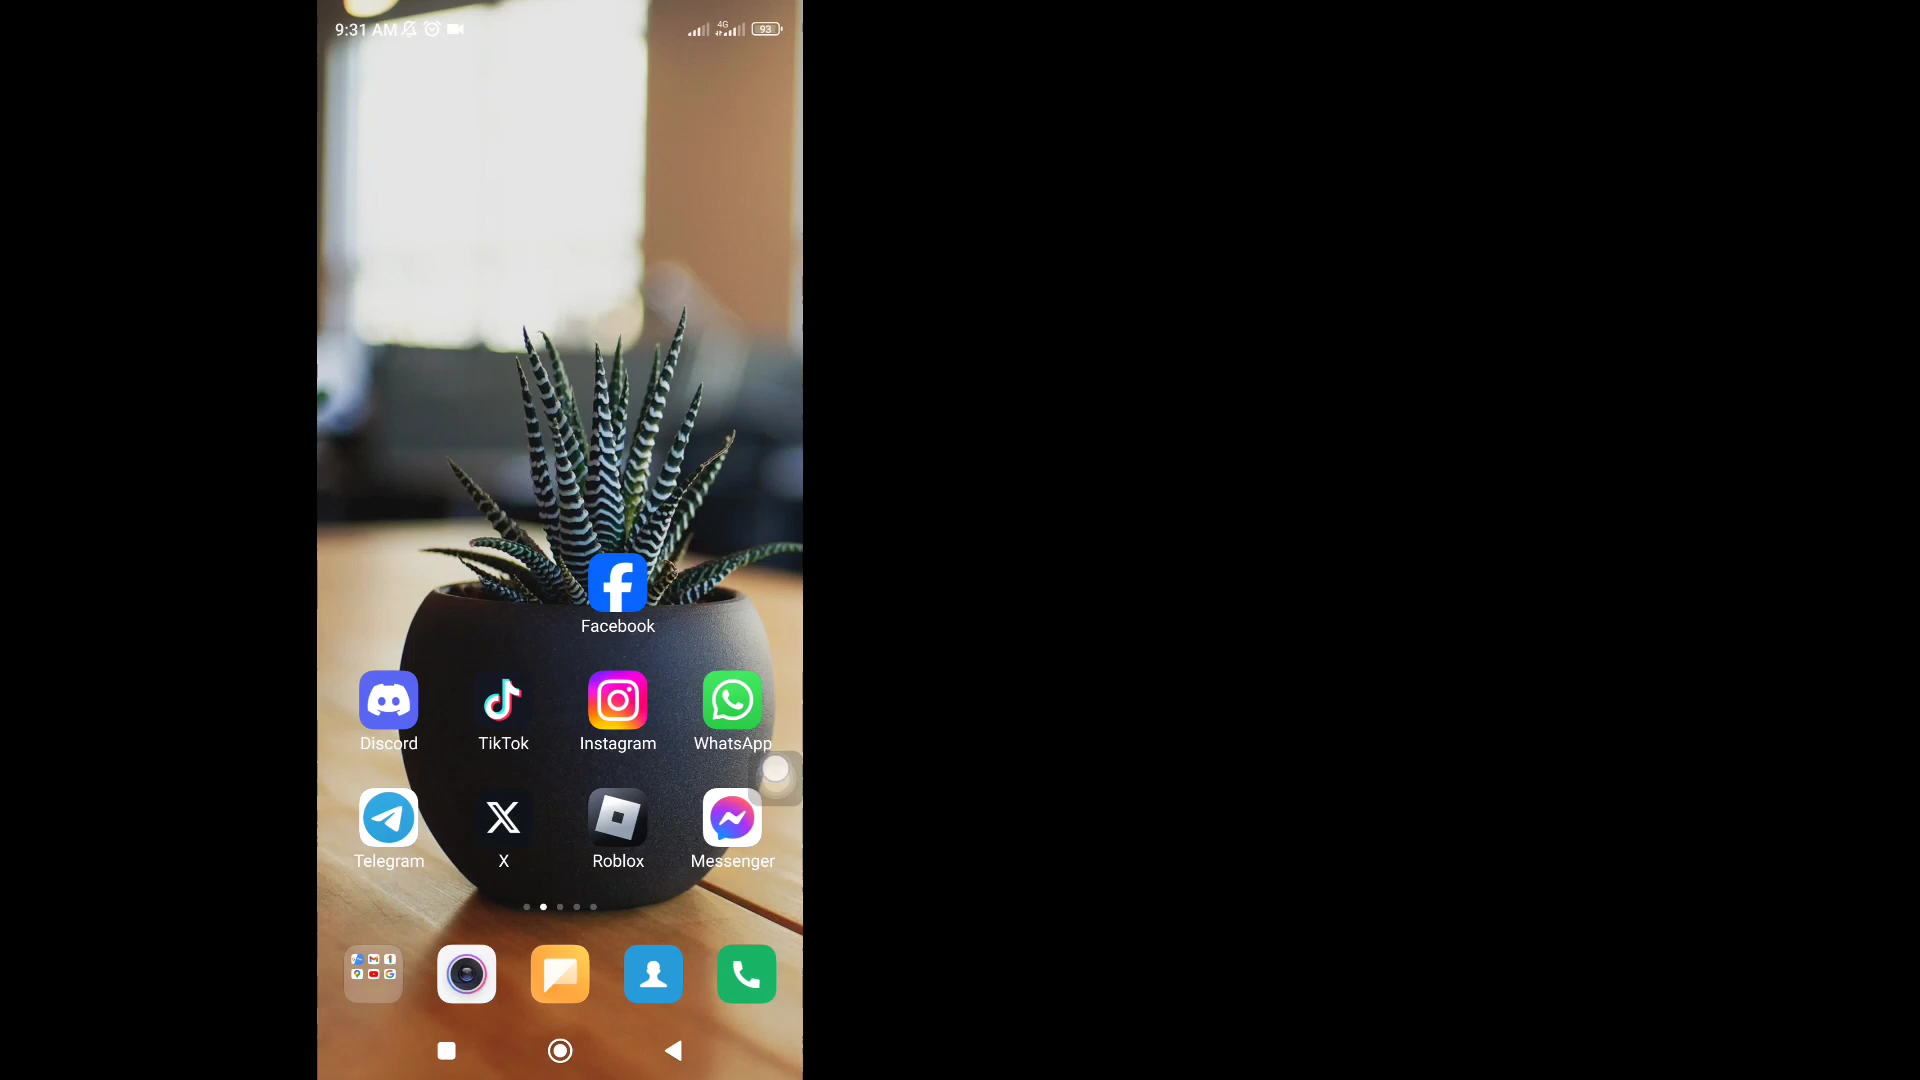 9:31 AM
4G
93
Facebook
Discord
TikTok
Instagram
WhatsApp
Telegram
X
Roblox
Messenger